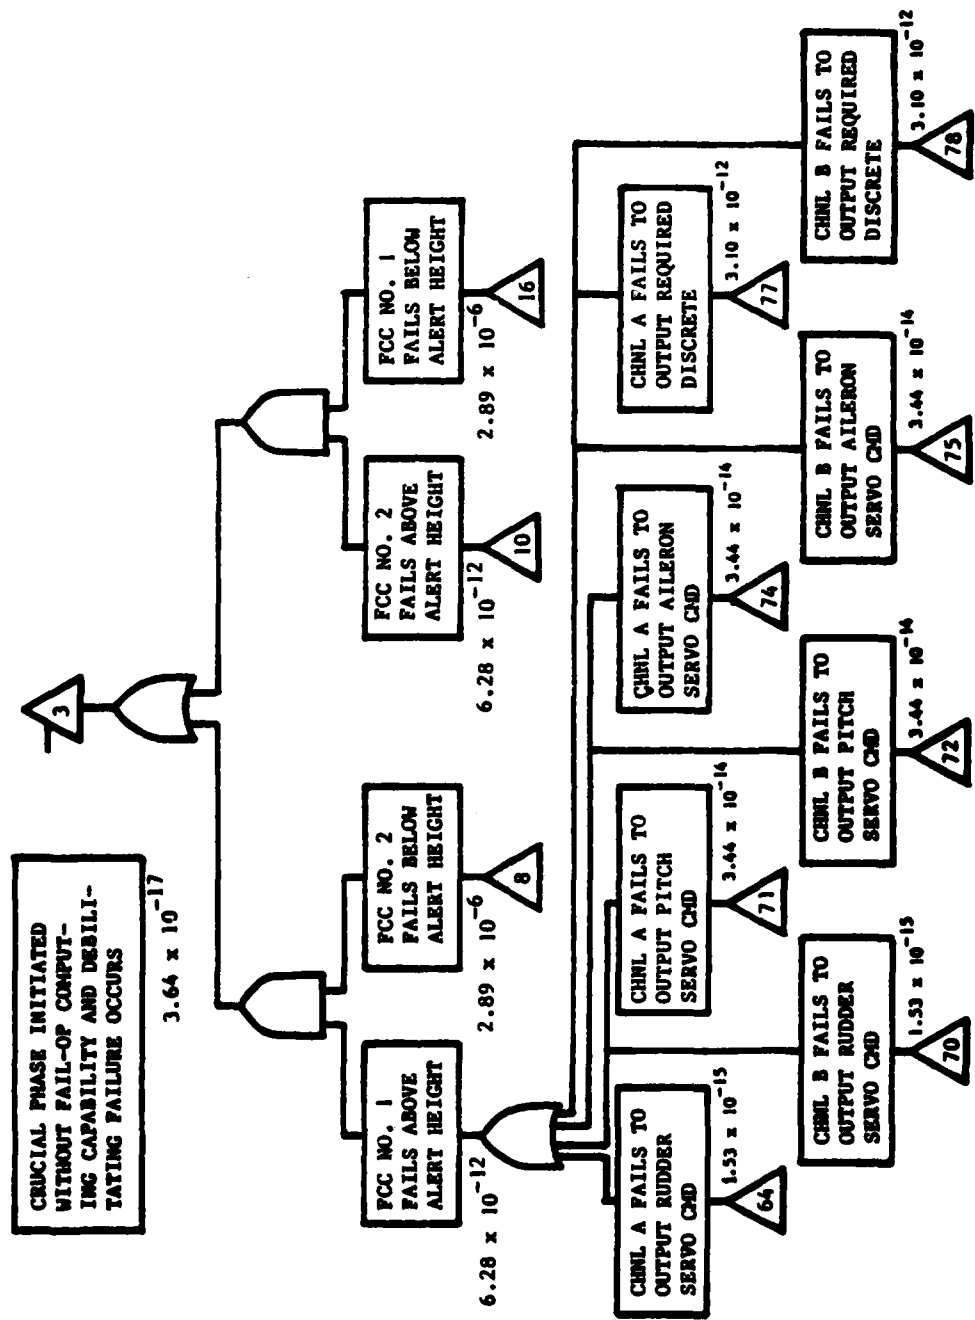 CRUCIAL PHASE INITIATED
WITHOUT FAIL-OP COMPUT-
ING CAPABILITY AND DEBILI-
TATING FAILURE OCCURS
3.64 x 10-17
3
FCC NO. 1
FAILS ABOVE
ALERT HEIGHT
6.28 x 10-12
FCC NO. 2
FAILS BELOW
ALERT HEIGHT
2.89 x 10-6
8
FCC NO. 2
FAILS ABOVE
ALERT HEIGHT
6.28 x 10-12
10
FCC NO. 1
FAILS BELOW
ALERT HEIGHT
2.89 x 10-6
16
CHNL A FAILS TO
OUTPUT RUDDER
SERVO CMD
1.53 x 10-15
64
CHNL A FAILS TO
OUTPUT PITCH
SERVO CMD
3.44 x 10-14
71
CHNL A FAILS TO
OUTPUT AILERON
SERVO CMD
3.44 x 10-14
74
CHNL A FAILS TO
OUTPUT REQUIRED
DISCRETE
3.10 x 10-12
77
CHNL B FAILS TO
OUTPUT RUDDER
SERVO CMD
1.53 x 10-15
70
CHNL B FAILS TO
OUTPUT PITCH
SERVO CMD
3.44 x 10-14
72
CHNL B FAILS TO
OUTPUT AILERON
SERVO CMD
3.44 x 10-14
75
CHNL B FAILS TO
OUTPUT REQUIRED
DISCRETE
3.10 x 10-12
78